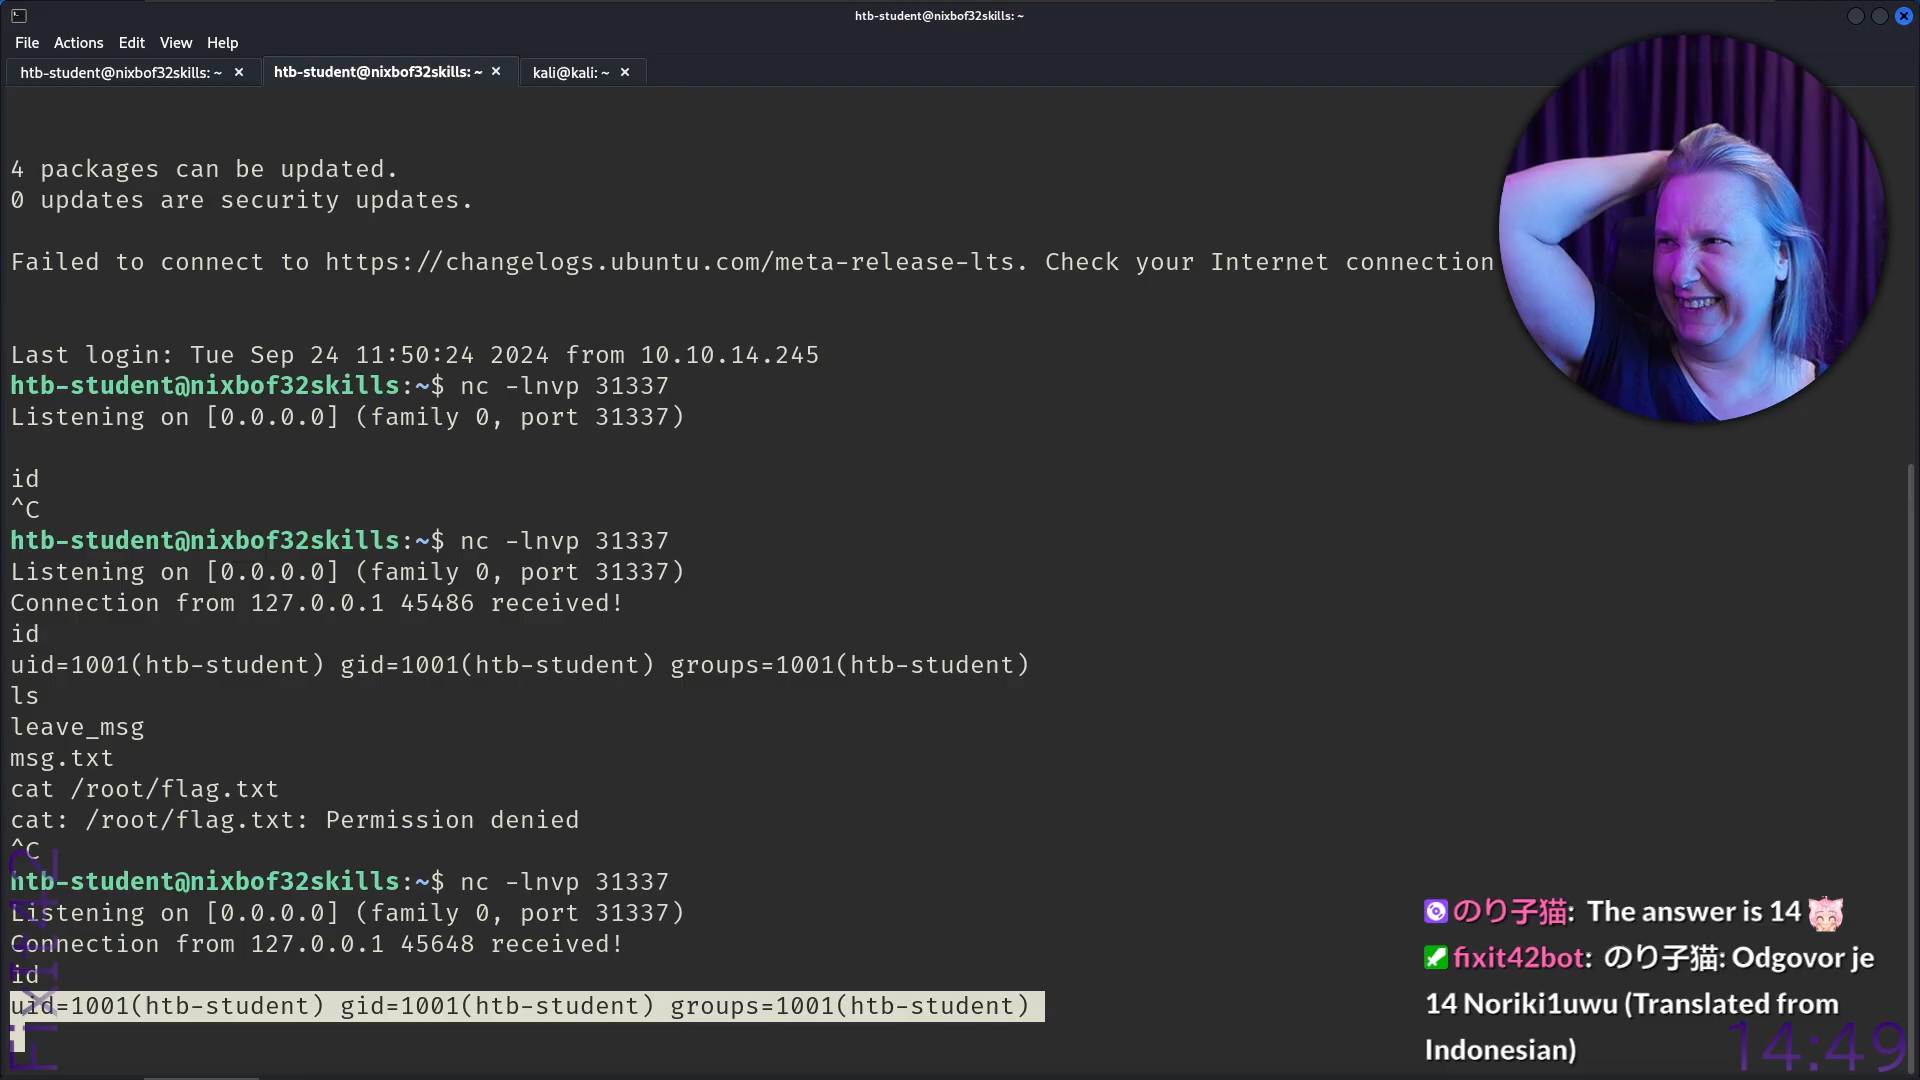 htb-student@nixbof32skills: ~
File Actions Edit View Help
htb-student@nixbof32skills: ~ × htb-student@nixbof32skills: ~ × kali@kali: ~ ×
4 packages can be updated.
0 updates are security updates.
Failed to connect to https://changelogs.ubuntu.com/meta-release-lts. Check your Internet connection
Last login: Tue Sep 24 11:50:24 2024 from 10.10.14.245
htb-student@nixbof32skills:~$ nc -lnvp 31337
Listening on [0.0.0.0] (family 0, port 31337)
id
^C
htb-student@nixbof32skills:~$ nc -lnvp 31337
Listening on [0.0.0.0] (family 0, port 31337)
Connection from 127.0.0.1 45486 received!
id
uid=1001(htb-student) gid=1001(htb-student) groups=1001(htb-student)
ls
leave_msg
msg.txt
cat /root/flag.txt
cat: /root/flag.txt: Permission denied
^C
htb-student@nixbof32skills:~$ nc -lnvp 31337
Listening on [0.0.0.0] (family 0, port 31337)
Connection from 127.0.0.1 45648 received!
id
uid=1001(htb-student) gid=1001(htb-student) groups=1001(htb-student)
Fixit42
のり子猫: The answer is 14
fixit42bot: のり子猫: Odgovor je
14 Noriki1uwu (Translated from
Indonesian)
14:49